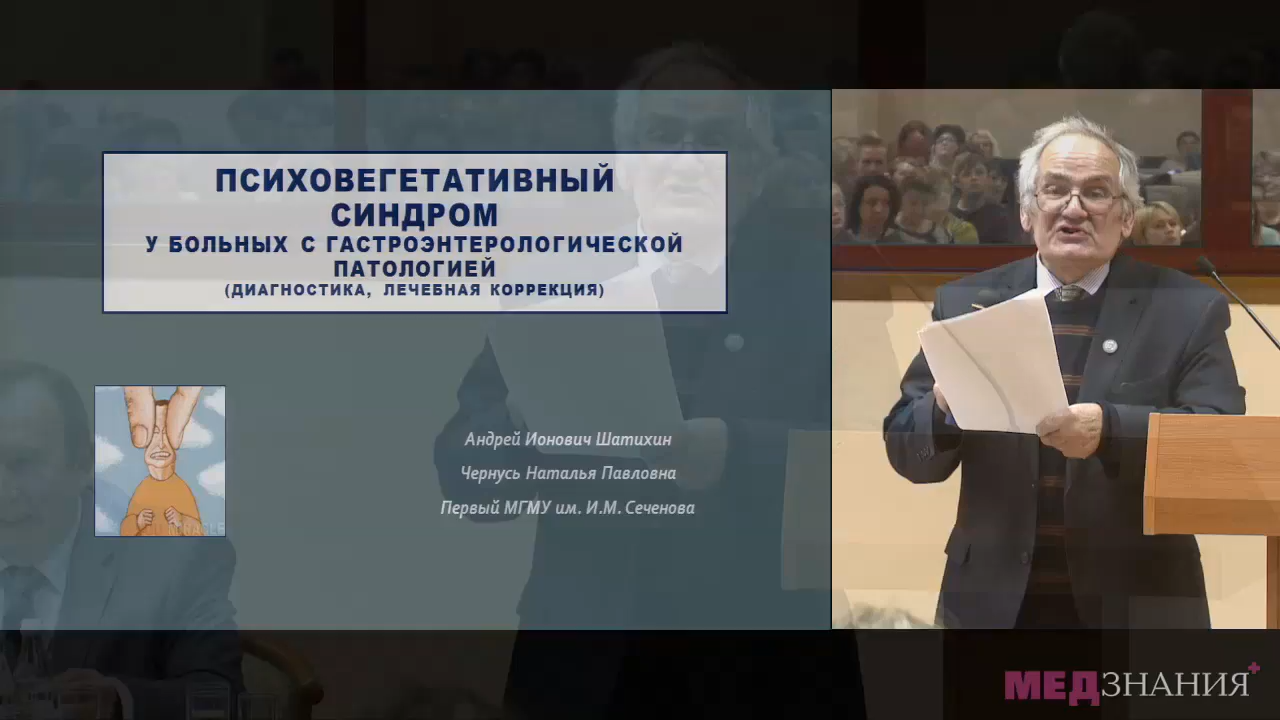 ПСИХОВЕГЕТАТИВНЫЙ
СИНДРОМ
У БОЛЬНЫХ С ГАСТРОЭНТЕРОЛОГИЧЕСКОЙ
ПАТОЛОГИЕЙ
(ДИАГНОСТИКА, ЛЕЧЕБНАЯ КОРРЕКЦИЯ)
Андрей Ионович Шатихин
Чернусь Наталья Павловна
Первый МГМУ им. И.М. Сеченова
МЕДЗНАНИЯ+